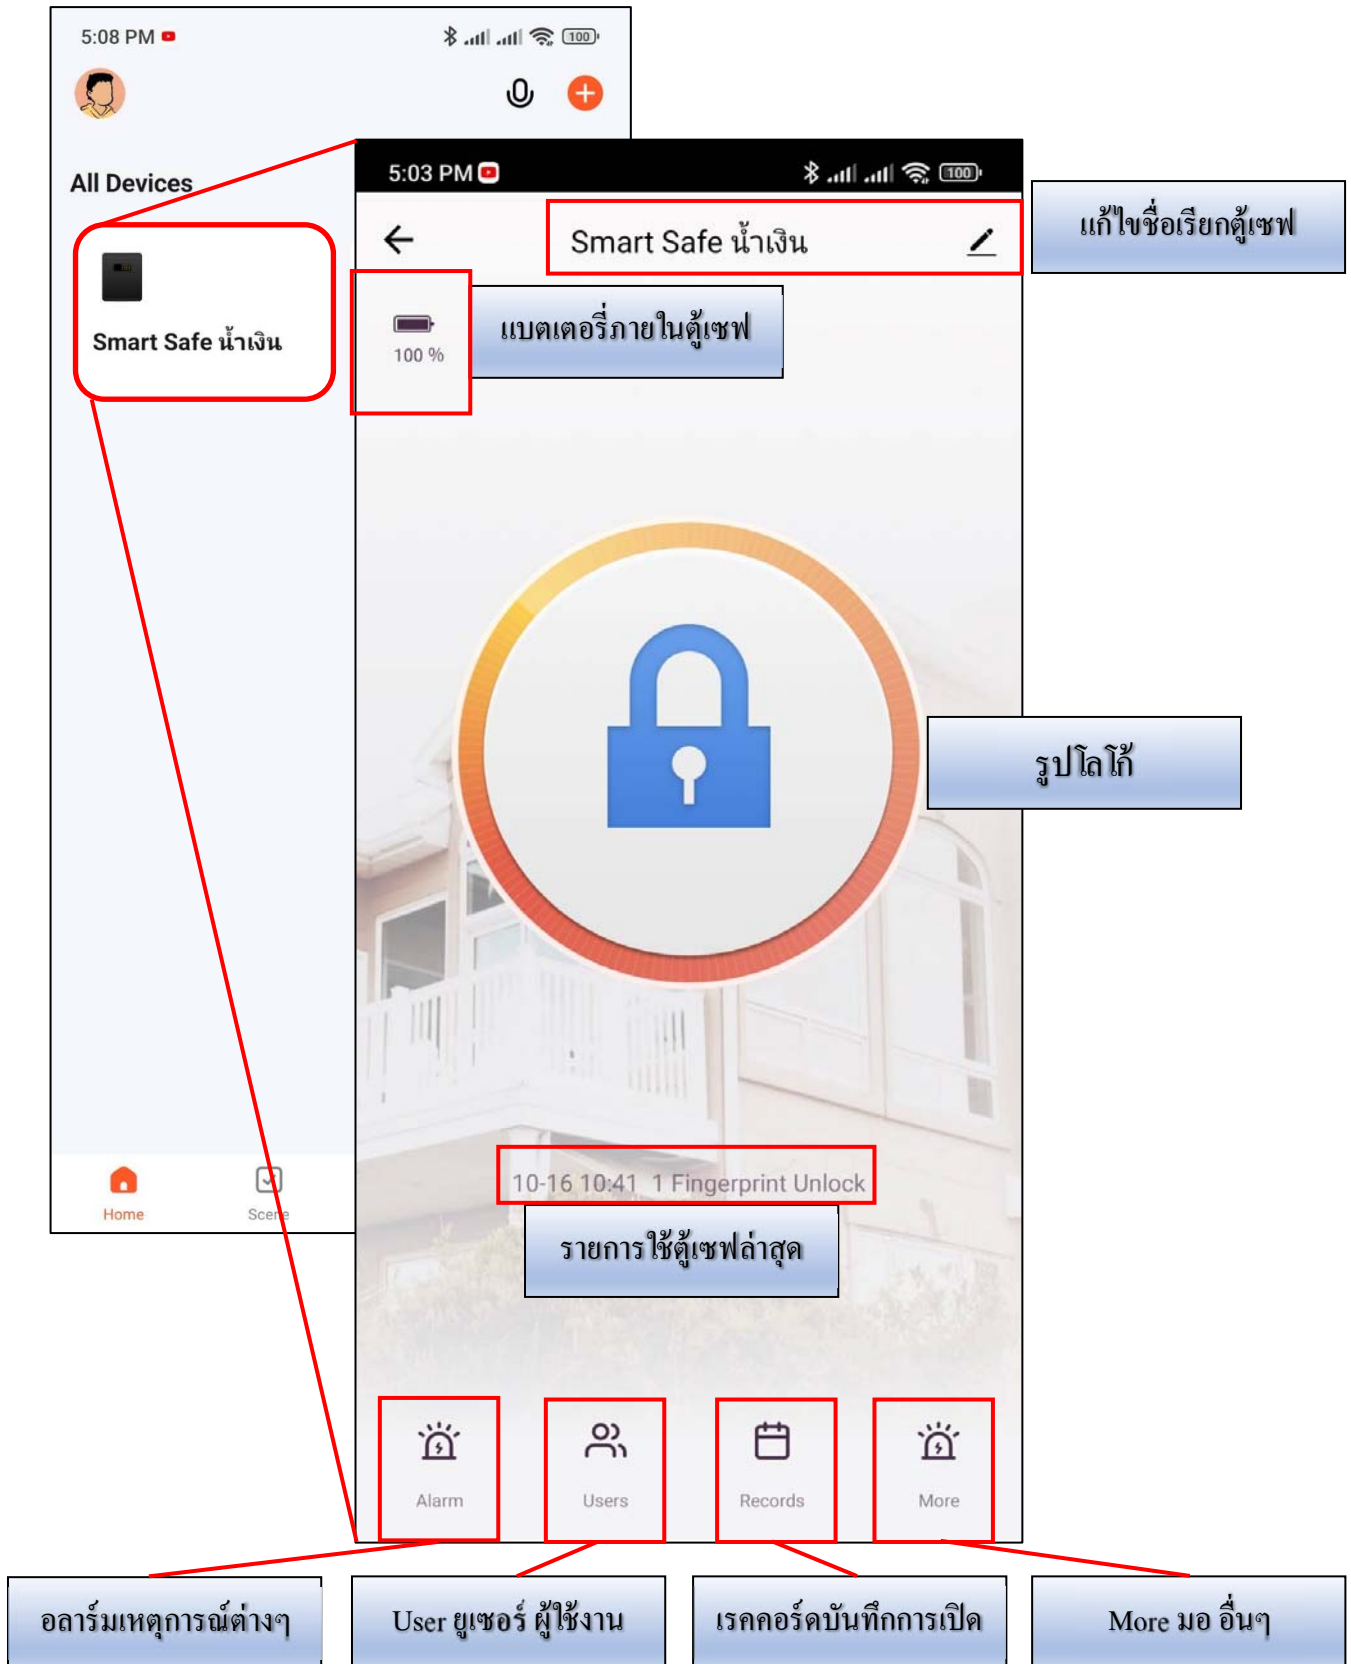 5:08 PM
100
All Devices
Smart Safe น้ำเงิน
Home
Scene
5:03 PM
100
Smart Safe น้ำเงิน
แก้ไขชื่อเรียกตู้เซฟ
100 %
แบตเตอรี่ภายในตู้เซฟ
รูปโลโก้
10-16 10:41 1 Fingerprint Unlock
รายการใช้ตู้เซฟล่าสุด
Alarm
Users
Records
More
อลาร์มเหตุการณ์ต่างๆ
User ยูเซอร์ ผู้ใช้งาน
เรคคอร์ดบันทึกการเปิด
More มอ อื่นๆ